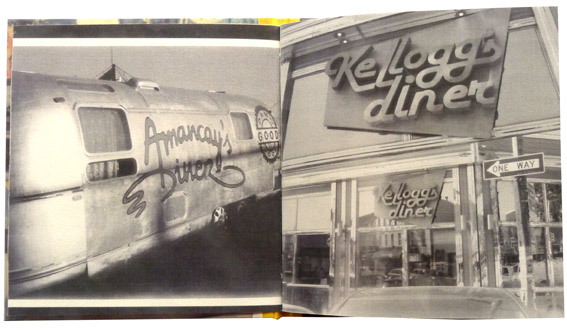 Amancay's
Diner
GOOD
Kellogg's
diner
ONE WAY
Kellogg's
diner